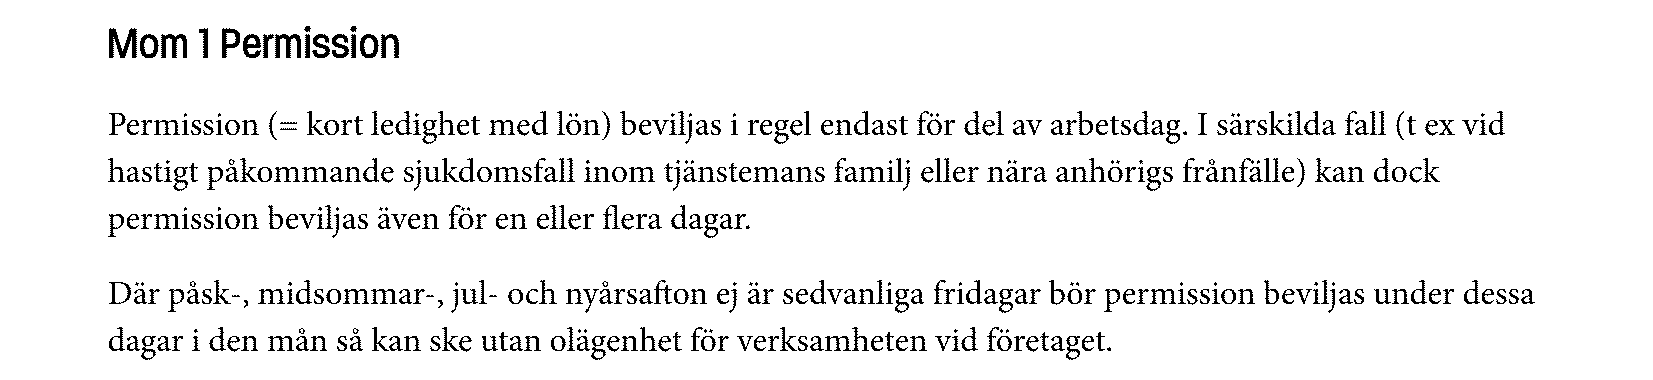 Mom 1 Permission
Permission (= kort ledighet med lön) beviljas i regel endast för del av arbetsdag. I särskilda fall (t ex vid
hastigt påkommande sjukdomsfall inom tjänstemans familj eller nära anhörigs frånfälle) kan dock
permission beviljas även för en eller flera dagar.
Där påsk-, midsommar-, jul- och nyårsafton ej är sedvanliga fridagar bör permission beviljas under dessa
dagar i den mån så kan ske utan olägenhet för verksamheten vid företaget.